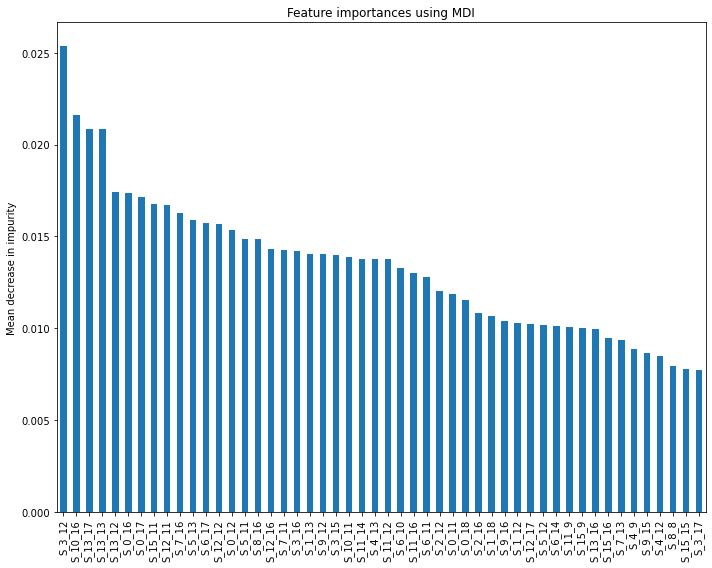 Feature importances using MDI
Mean decrease in impurity
0.025
0.020
0.015
0.010
0.005
0.000
S_3_12
S_10_16
S_13_17
S_13_13
S_13_12
S_0_16
S_0_17
S_15_11
S_12_11
S_7_16
S_5_13
S_6_17
S_12_12
S_0_12
S_5_11
S_8_16
S_12_16
S_7_11
S_3_16
S_1_13
S_9_12
S_3_15
S_10_11
S_11_14
S_4_13
S_11_12
S_6_10
S_11_16
S_6_11
S_2_12
S_0_11
S_0_18
S_2_16
S_1_18
S_9_16
S_1_12
S_12_17
S_5_12
S_6_14
S_11_9
S_15_9
S_13_16
S_15_16
S_7_13
S_4_9
S_9_15
S_4_12
S_8_8
S_15_15
S_3_17